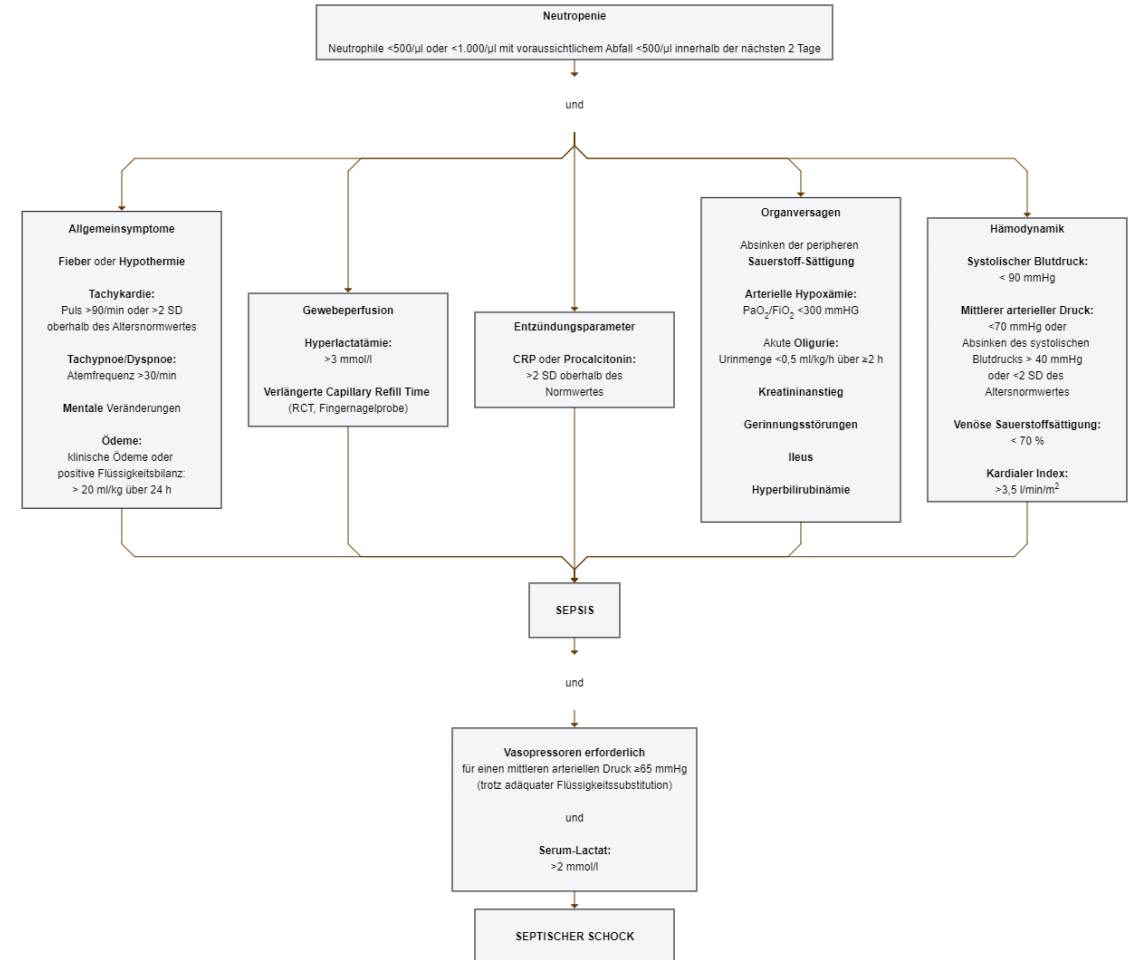 Neutropenie
Neutrophile <500/µl oder <1.000/µl mit voraussichtlichem Abfall <500/µl innerhalb der nächsten 2 Tage
und
Allgemeinsymptome
Fieber oder Hypothermie
Tachykardie:
Puls >90/min oder >2 SD
oberhalb des Altersnormwertes
Tachypnoe/Dyspnoe:
Atemfrequenz >30/min
Mentale Veränderungen
Ödeme:
klinische Ödeme oder
positive Flüssigkeitsbilanz:
> 20 ml/kg über 24 h
Gewebeperfusion
Hyperlactatämie:
>3 mmol/l
Verlängerte Capillary Refill Time
(RCT, Fingernagelprobe)
Entzündungsparameter
CRP oder Procalcitonin:
>2 SD oberhalb des
Normwertes
Organversagen
Absinken der peripheren
Sauerstoff-Sättigung
Arterielle Hypoxämie:
PaO2/FiO2 <300 mmHG
Akute Oligurie:
Urinmenge <0,5 ml/kg/h über ≥2 h
Kreatininanstieg
Gerinnungsstörungen
Ileus
Hyperbilirubinämie
Hämodynamik
Systolischer Blutdruck:
< 90 mmHg
Mittlerer arterieller Druck:
<70 mmHg oder
Absinken des systolischen
Blutdrucks > 40 mmHg
oder <2 SD des
Altersnormwertes
Venöse Sauerstoffsättigung:
< 70 %
Kardialer Index:
>3,5 l/min/m²
SEPSIS
und
Vasopressoren erforderlich
für einen mittleren arteriellen Druck ≥65 mmHg
(trotz adäquater Flüssigkeitssubstitution)
und
Serum-Lactat:
>2 mmol/l
SEPTISCHER SCHOCK